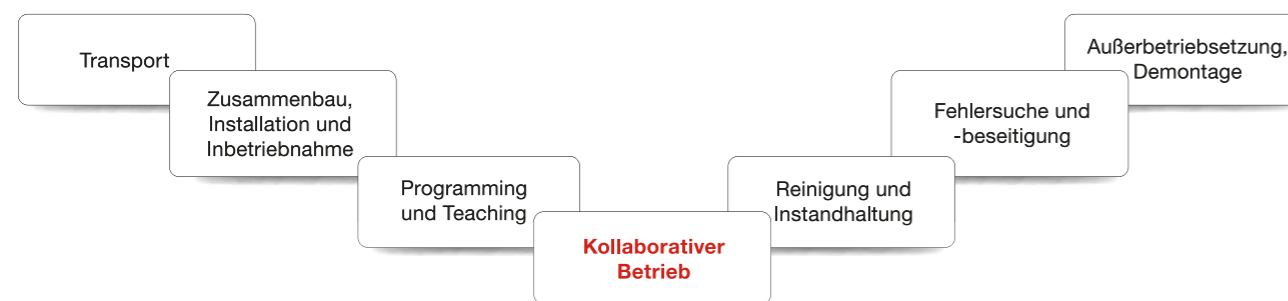 Transport
Zusammenbau,
Installation und
Inbetriebnahme
Programming
und Teaching
Kollaborativer
Betrieb
Reinigung und
Instandhaltung
Fehlersuche und
-beseitigung
Außerbetriebsetzung,
Demontage